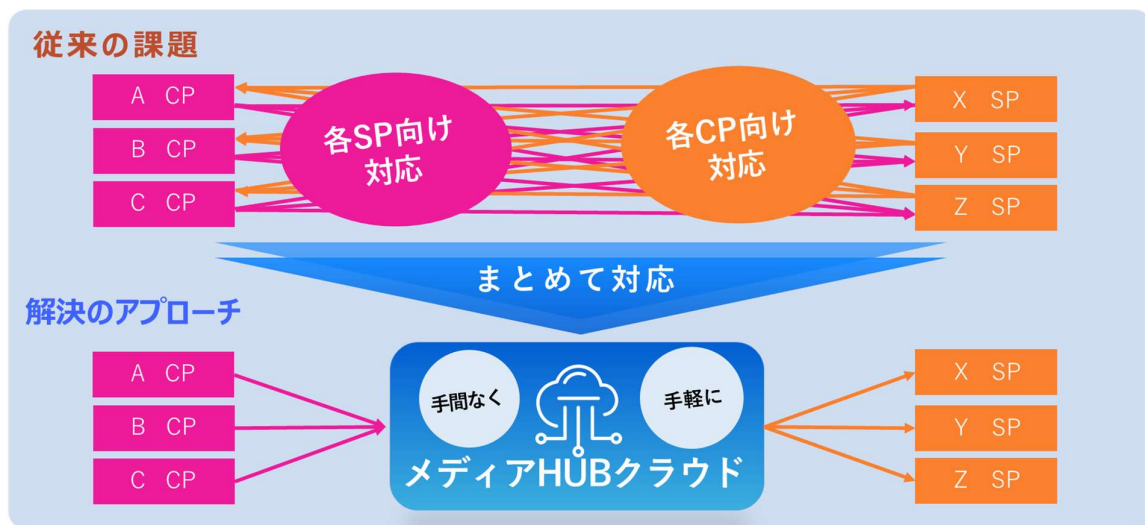 従来の課題
A CP
B CP
C CP
各SP向け
対応
各CP向け
対応
X SP
Y SP
Z SP
まとめて対応
解決のアプローチ
A CP
B CP
C CP
手間なく
手軽に
メディアHUBクラウド
X SP
Y SP
Z SP